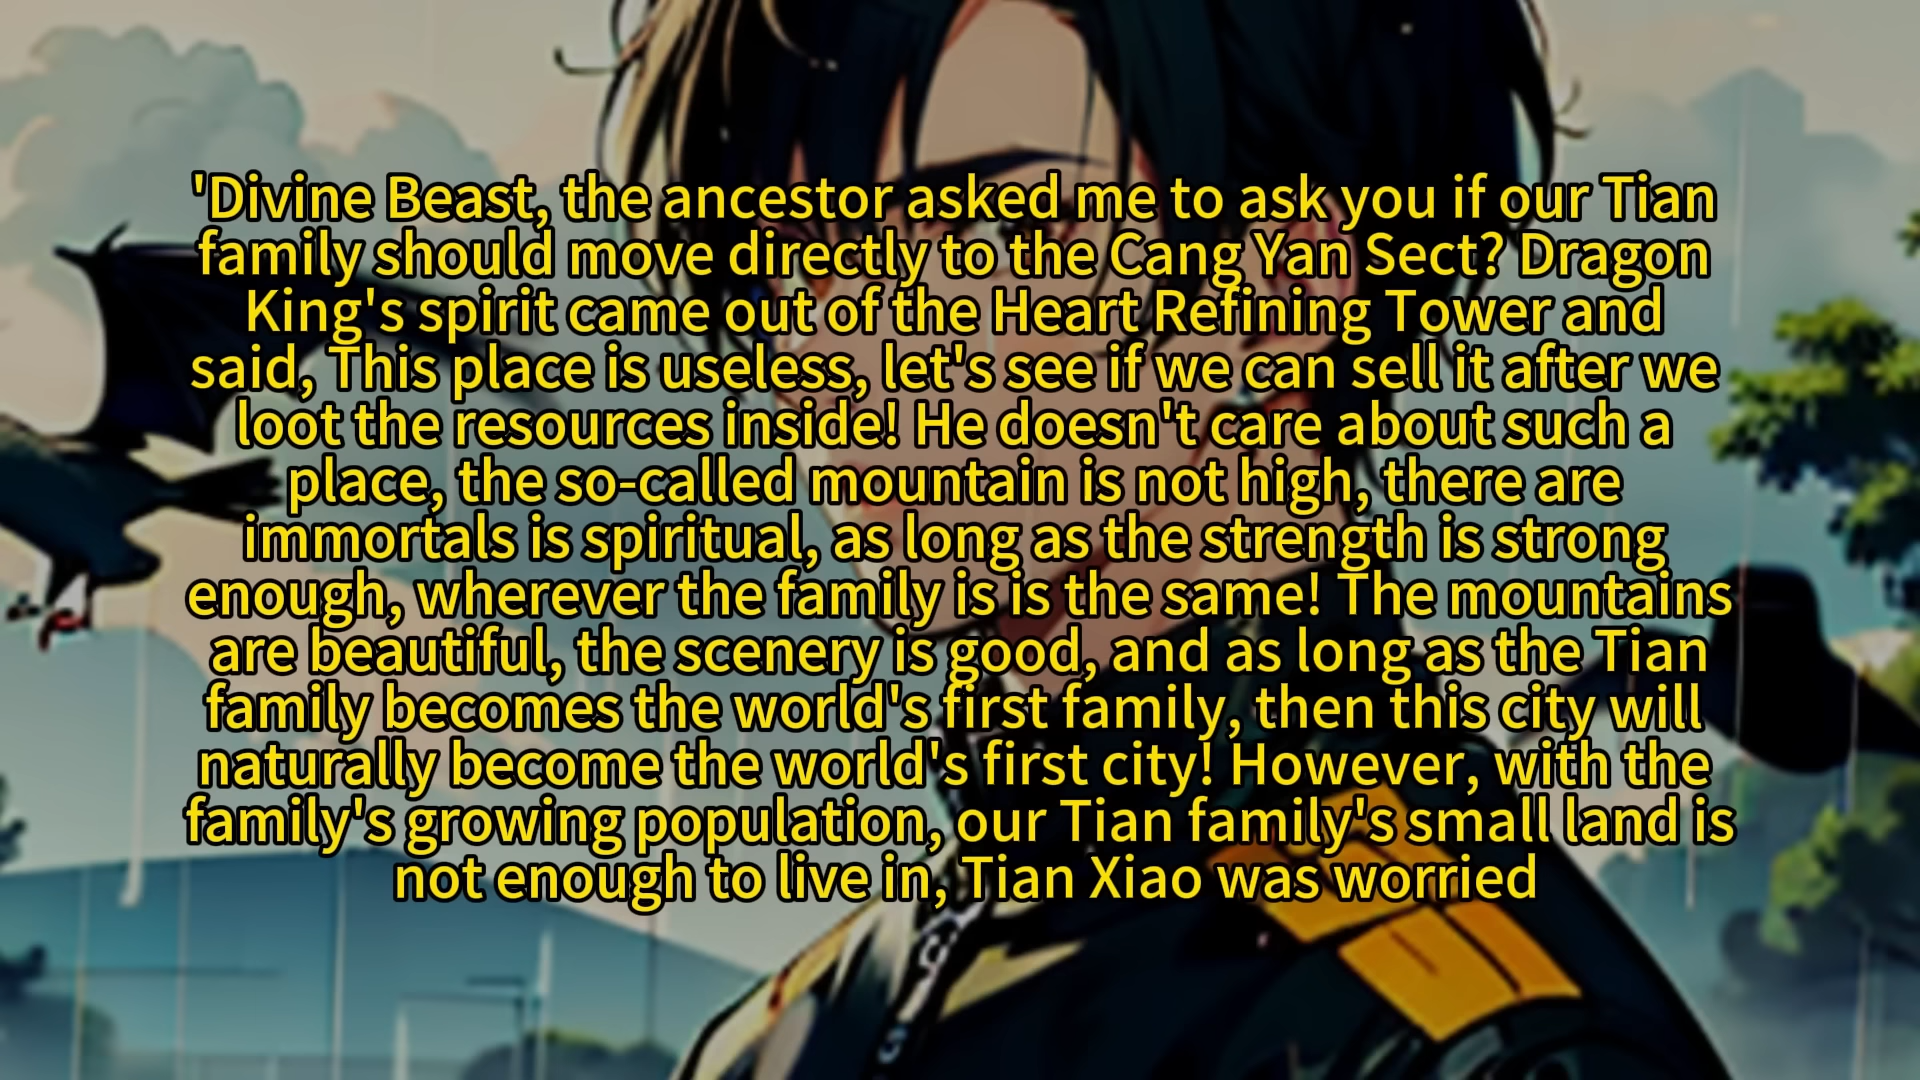 'Divine Beast, the ancestor asked me to ask you if our Tian
family should move directly to the Cang Yan Sect? Dragon
King's spirit came out of the Heart Refining Tower and
said, This place is useless, let's see if we can sell it after we
loot the resources inside! He doesn't care about such a
place, the so-called mountain is not high, there are
immortals is spiritual, as long as the strength is strong
enough, wherever the family is is the same! The mountains
are beautiful, the scenery is good, and as long as the Tian
family becomes the world's first family, then this city will
naturally become the world's first city! However, with the
family's growing population, our Tian family's small land is
not enough to live in, Tian Xiao was worried